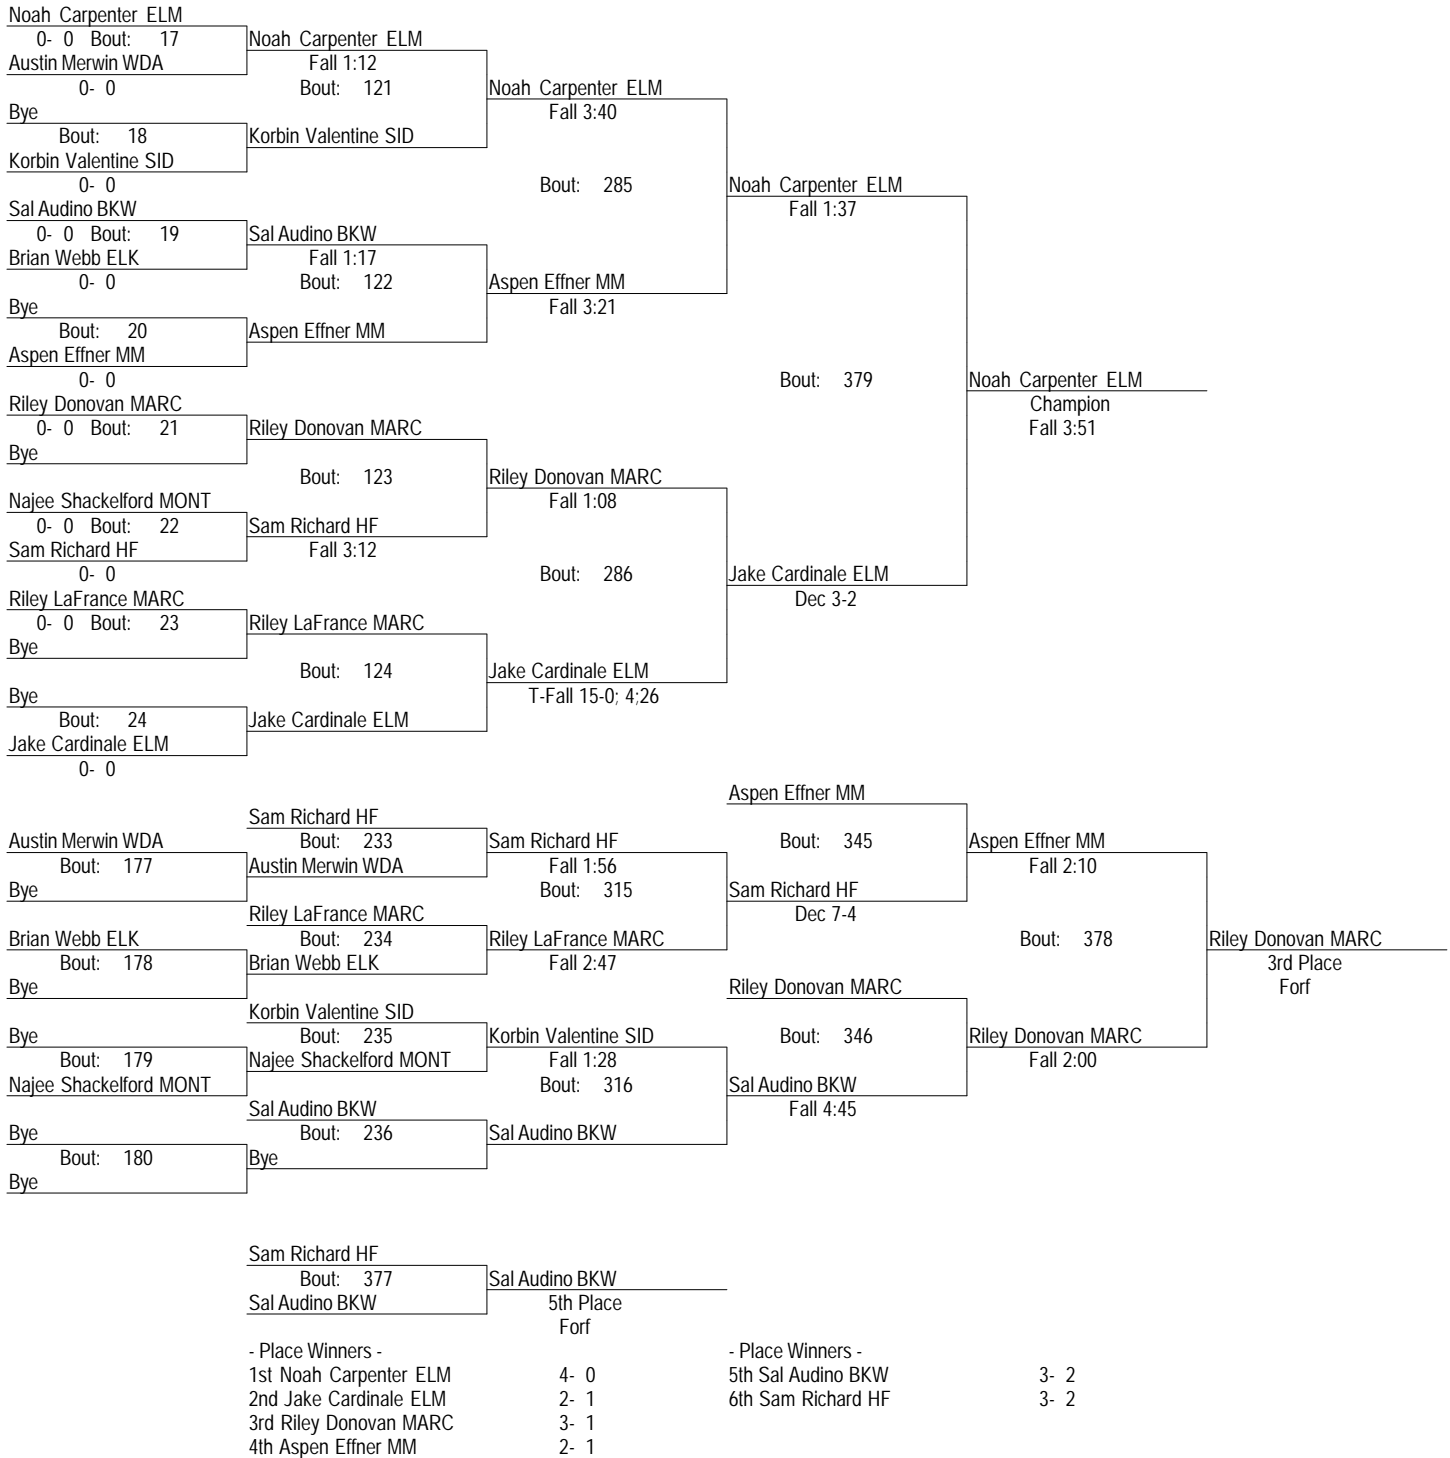 Noah Carpenter ELM
0- 0 Bout: 17 Noah Carpenter ELM
Austin Merwin WDA Fall 1:12
0- 0 Bout: 121 Noah Carpenter ELM
Bye Fall 3:40
Bout: 18 Korbin Valentine SID
Korbin Valentine SID
0- 0 Bout: 285 Noah Carpenter ELM
Sal Audino BKW Fall 1:37
0- 0 Bout: 19 Sal Audino BKW
Brian Webb ELK Fall 1:17
0- 0 Bout: 122 Aspen Effner MM
Bye Fall 3:21
Bout: 20 Aspen Effner MM
Aspen Effner MM
0- 0 Bout: 379 Noah Carpenter ELM
Riley Donovan MARC Champion
0- 0 Bout: 21 Riley Donovan MARC Fall 3:51
Bye
Bout: 123 Riley Donovan MARC
Najee Shackelford MONT Fall 1:08
0- 0 Bout: 22 Sam Richard HF
Sam Richard HF Fall 3:12
0- 0 Bout: 286 Jake Cardinale ELM
Riley LaFrance MARC Dec 3-2
0- 0 Bout: 23 Riley LaFrance MARC
Bye
Bout: 124 Jake Cardinale ELM
Bye T-Fall 15-0; 4;26
Bout: 24 Jake Cardinale ELM
Jake Cardinale ELM
0- 0
Aspen Effner MM
Sam Richard HF
Austin Merwin WDA Bout: 233 Sam Richard HF Bout: 345 Aspen Effner MM
Bout: 177 Austin Merwin WDA Fall 1:56 Fall 2:10
Bye Bout: 315 Sam Richard HF
Riley LaFrance MARC Dec 7-4
Brian Webb ELK Bout: 234 Riley LaFrance MARC Bout: 378 Riley Donovan MARC
Bout: 178 Brian Webb ELK Fall 2:47 3rd Place
Bye Riley Donovan MARC Forf
Korbin Valentine SID
Bye Bout: 235 Korbin Valentine SID Bout: 346 Riley Donovan MARC
Bout: 179 Najee Shackelford MONT Fall 1:28 Fall 2:00
Najee Shackelford MONT Bout: 316 Sal Audino BKW
Sal Audino BKW Fall 4:45
Bye Bout: 236 Sal Audino BKW
Bout: 180 Bye
Bye
Sam Richard HF
Bout: 377 Sal Audino BKW
Sal Audino BKW 5th Place
Forf
- Place Winners - - Place Winners -
1st Noah Carpenter ELM 4- 0 5th Sal Audino BKW 3- 2
2nd Jake Cardinale ELM 2- 1 6th Sam Richard HF 3- 2
3rd Riley Donovan MARC 3- 1
4th Aspen Effner MM 2- 1